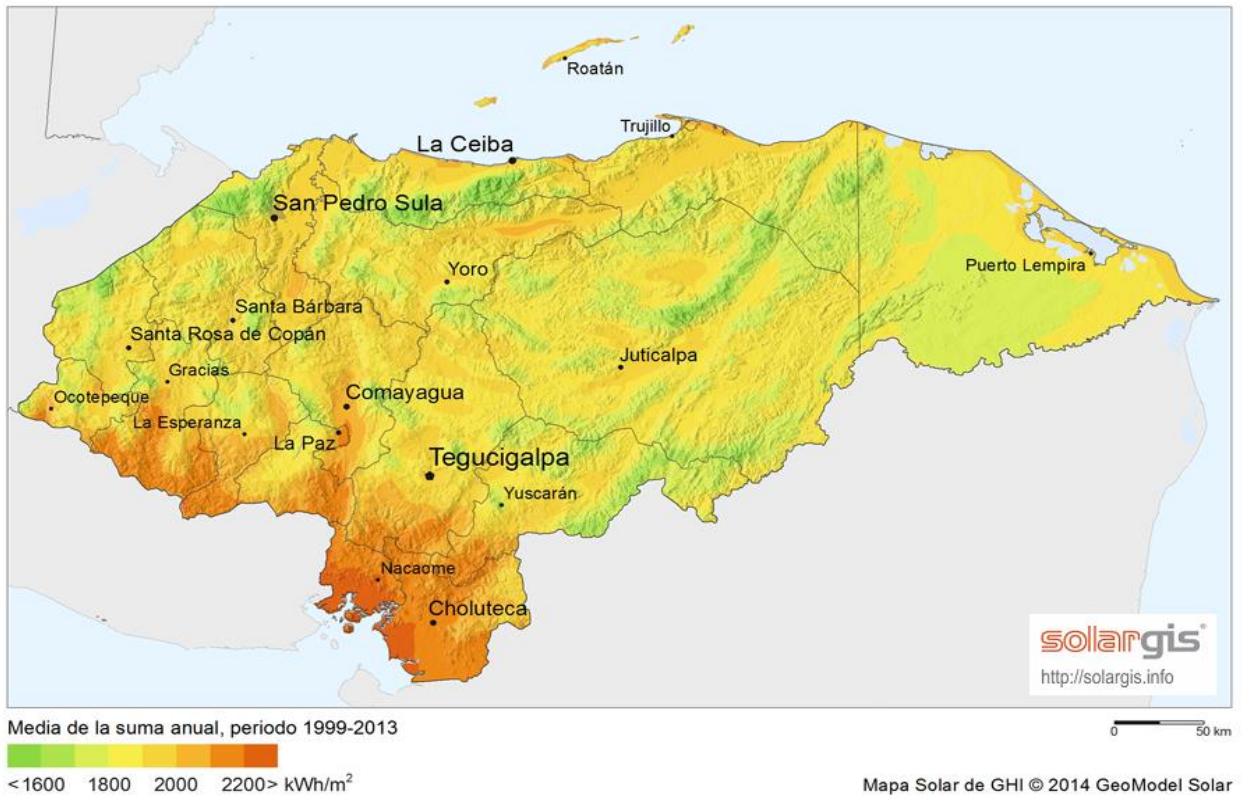 Roatán
Trujillo
La Ceiba
San Pedro Sula
Yoro
Puerto Lempira
Santa Bárbara
Santa Rosa de Copán
Juticalpa
Gracias
Ocotepeque
Comayagua
La Esperanza
La Paz
Tegucigalpa
Yuscarán
Nacaome
Choluteca
solargis®
http://solargis.info
Media de la suma anual, periodo 1999-2013
0 50 km
<1600 1800 2000 2200> kWh/m²
Mapa Solar de GHI © 2014 GeoModel Solar